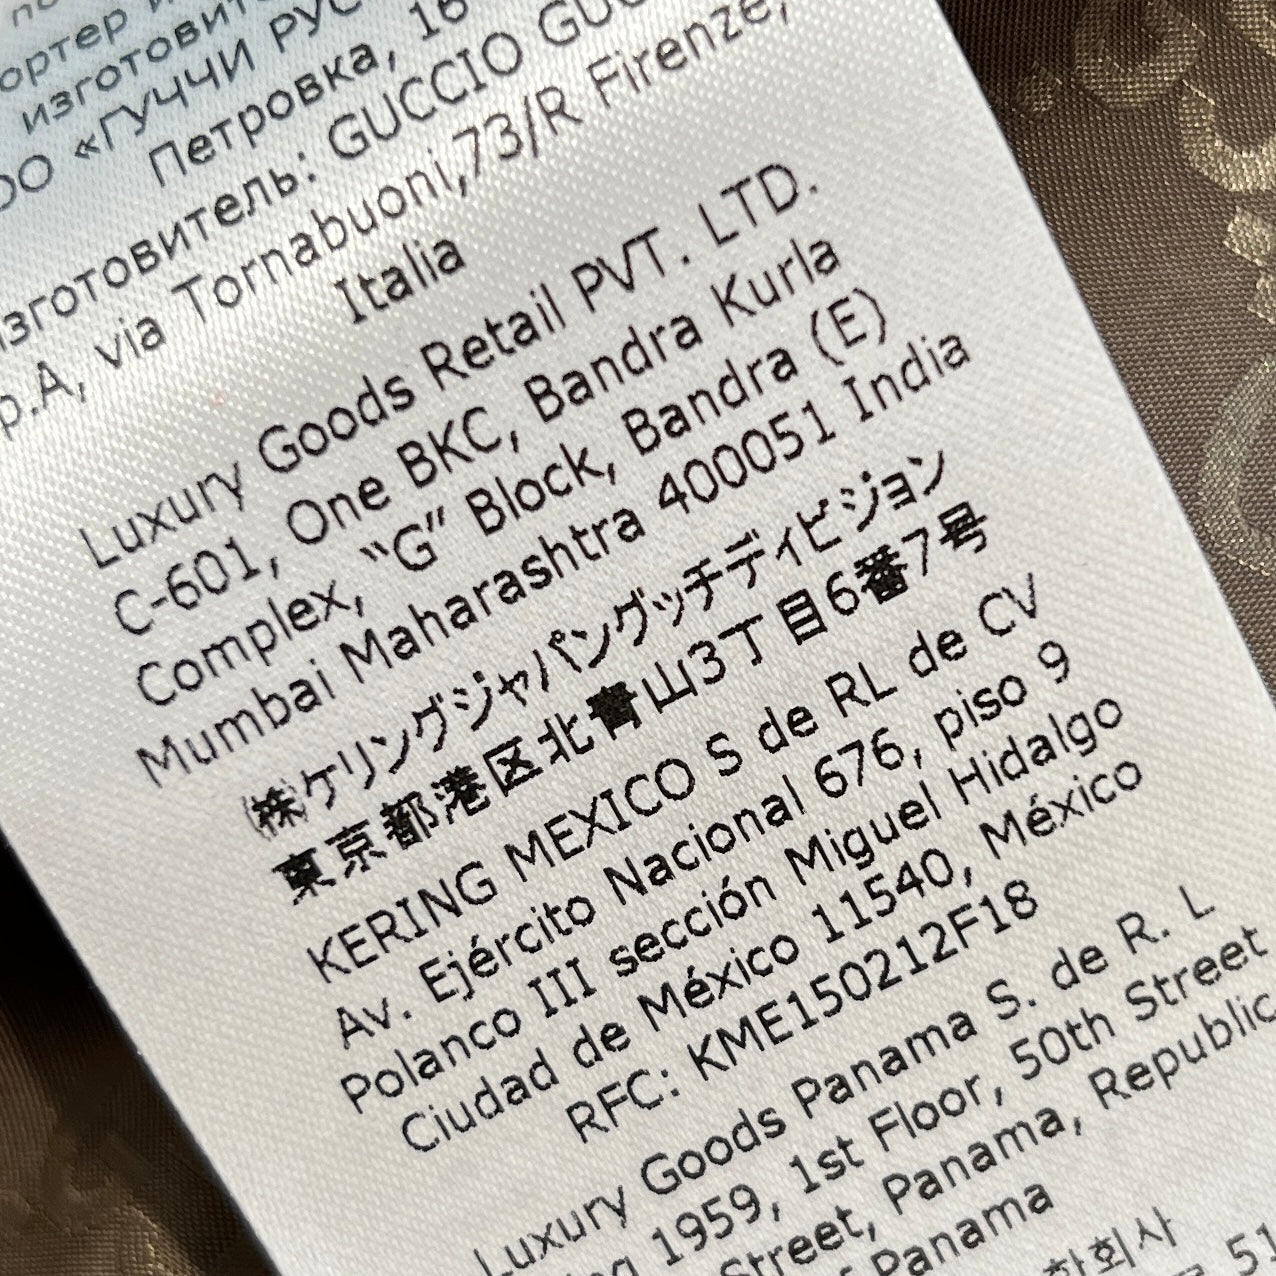 изготовит
ОО «ГУЧЧИ РУС
Петровка, 16
изготовитель: GUCCIO GUC
p.A, via Tornabuoni,73/R Firenze,
Italia
Luxury Goods Retail PVT. LTD.
C-601, One BKC, Bandra Kurla
Complex, “G” Block, Bandra (E)
Mumbai Maharashtra 400051 India
㈱ケリングジャパングッチディビジョン
東京都港区北青山3丁目6番7号
KERING MEXICO S de RL de CV
Av. Ejército Nacional 676, piso 9
Polanco III sección Miguel Hidalgo
Ciudad de México 11540, México
RFC: KME150212F18
Luxury Goods Panama S. de R. L.
1959, 1st Floor, 50th Street
Street, Panama, Republic
Panama
회사
51